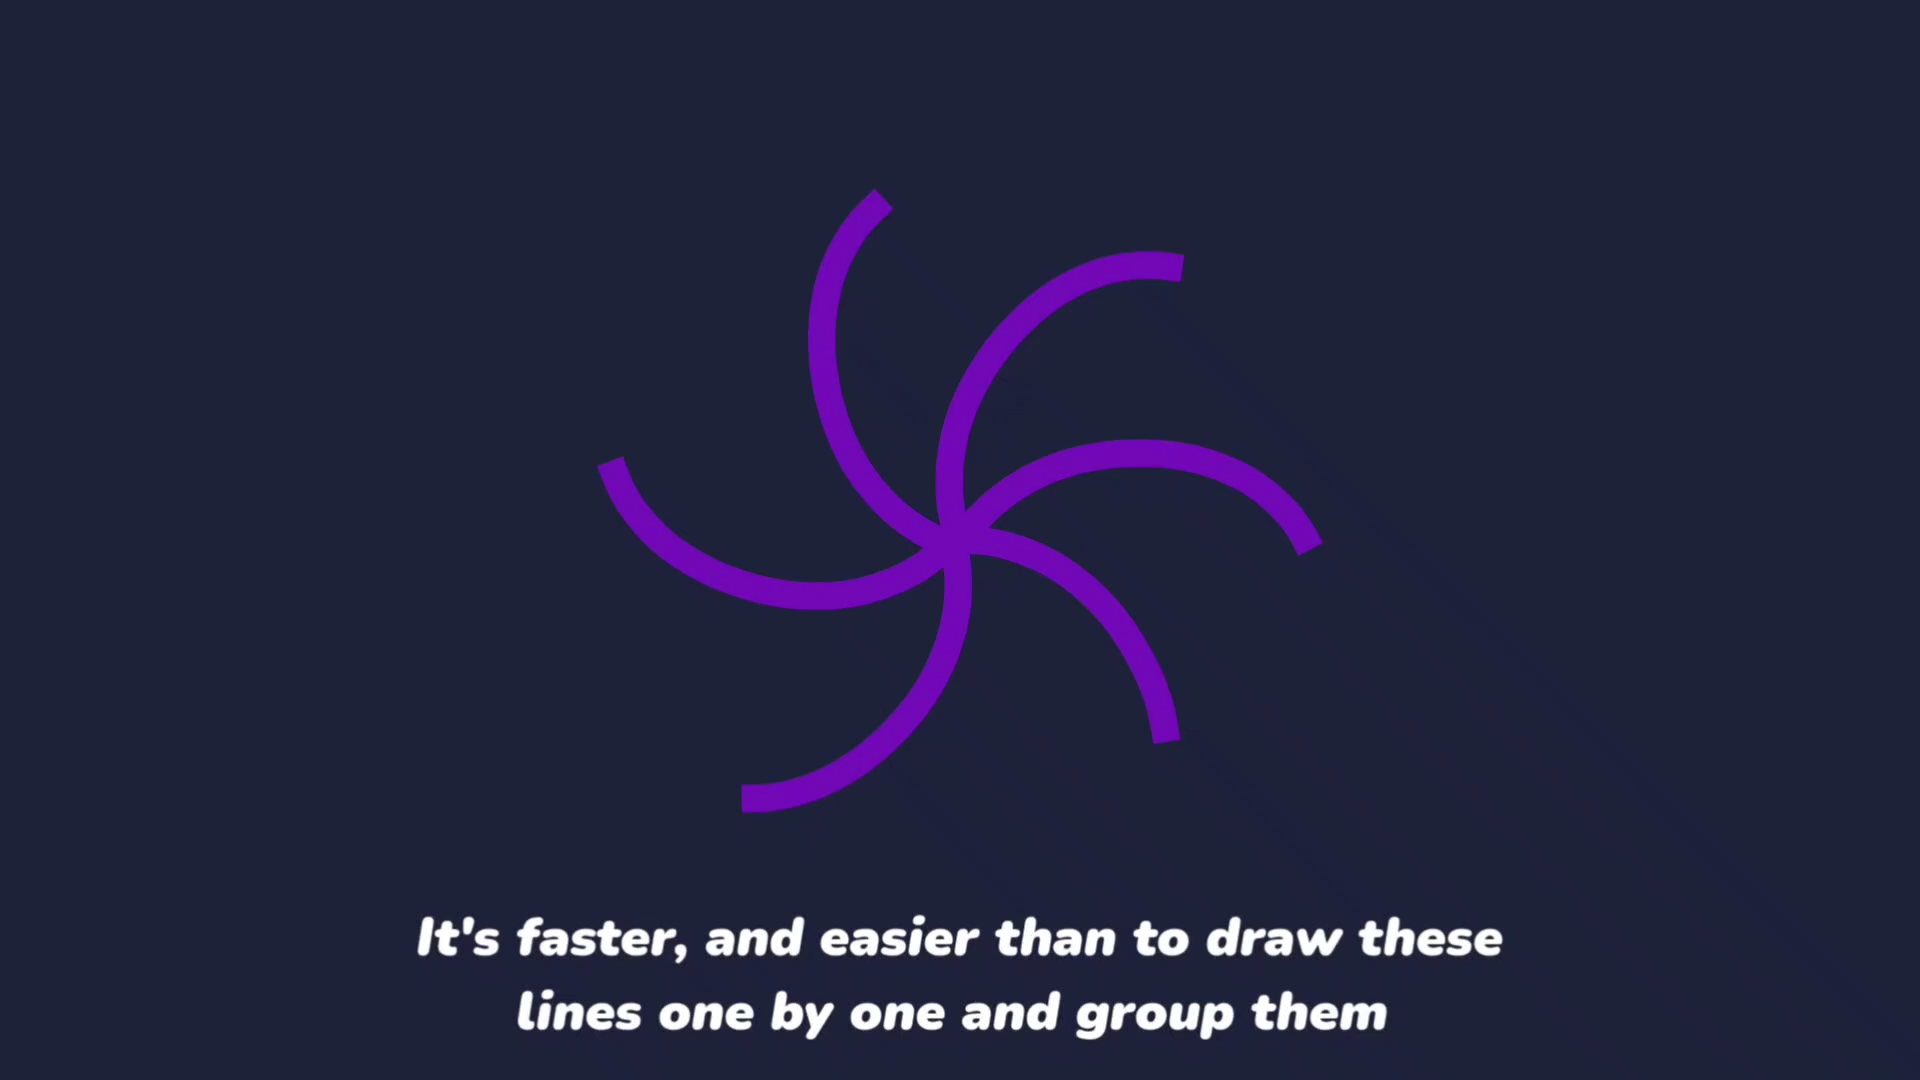 It's faster, and easier than to draw these
lines one by one and group them